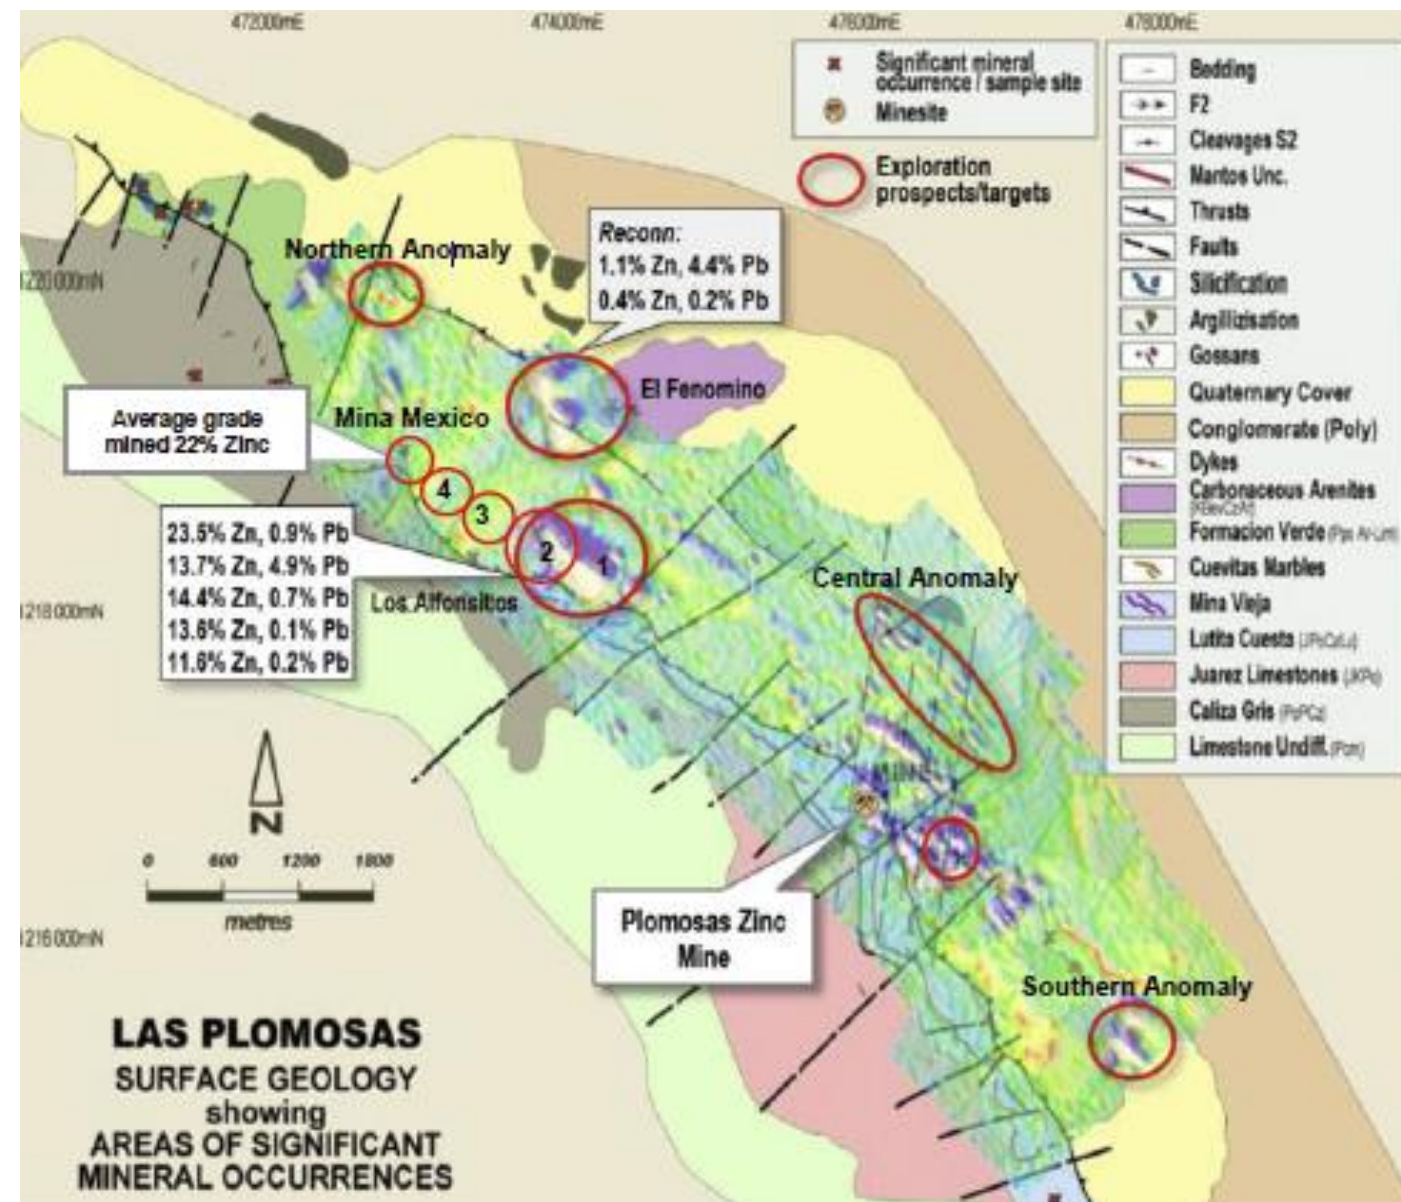 472000mE
474000mE
476000mE
478000mE
Significant mineral
occurrence / sample site
Minesite
Exploration
prospects/targets
Bedding
F2
Cleavages S2
Mantos Unc.
Thrusts
Faults
Silicification
Argillizisation
Gossans
Quaternary Cover
Conglomerate (Poly)
Dykes
Carbonaceous Arenites
Formacion Verde
Cuevitas Marbles
Mina Vieja
Lutita Cuesta
Juarez Limestones
Caliza Gris
Limestone Undiff.
Northern Anomaly
Reconn:
1.1% Zn, 4.4% Pb
0.4% Zn, 0.2% Pb
El Fenomino
Average grade
mined 22% Zinc
Mina Mexico
4
3
2
1
23.5% Zn, 0.9% Pb
13.7% Zn, 4.9% Pb
14.4% Zn, 0.7% Pb
13.6% Zn, 0.1% Pb
11.6% Zn, 0.2% Pb
Los Alfonsitos
218000mN
Central Anomaly
N
0 600 1200 1800
metres
Plomosas Zinc
Mine
216000mN
Southern Anomaly
LAS PLOMOSAS
SURFACE GEOLOGY
showing
AREAS OF SIGNIFICANT
MINERAL OCCURRENCES